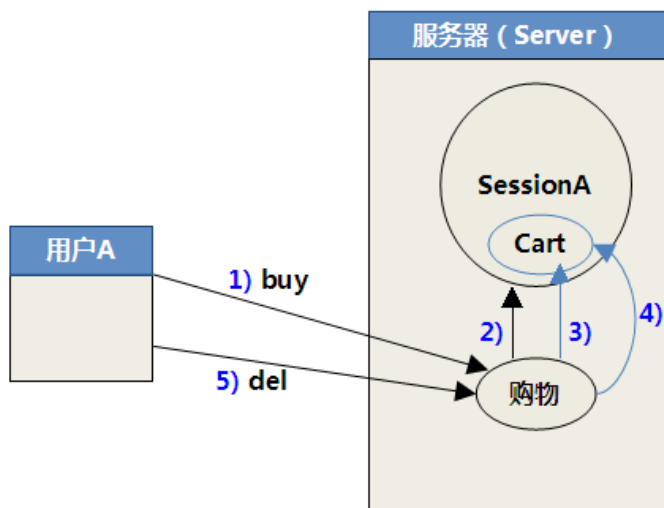 服务器（Server）
SessionA
Cart
用户A
1) buy
2)
3)
4)
5) del
购物